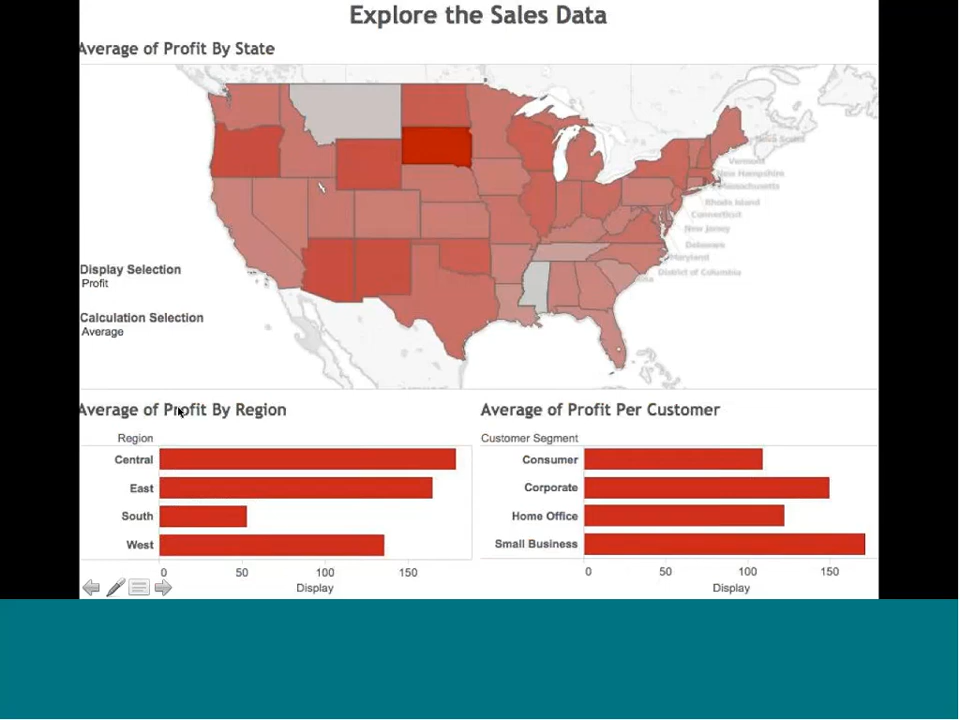 Explore the Sales Data
Average of Profit By State
Vermont
New Hampshire
Massachusetts
Rhode Island
Connecticut
New Jersey
Delaware
Maryland
District of Columbia
Display Selection
Profit
Calculation Selection
Average
Average of Profit By Region
Region
Central
East
South
West
0 50 100 150
Display
Average of Profit Per Customer
Customer Segment
Consumer
Corporate
Home Office
Small Business
0 50 100 150
Display